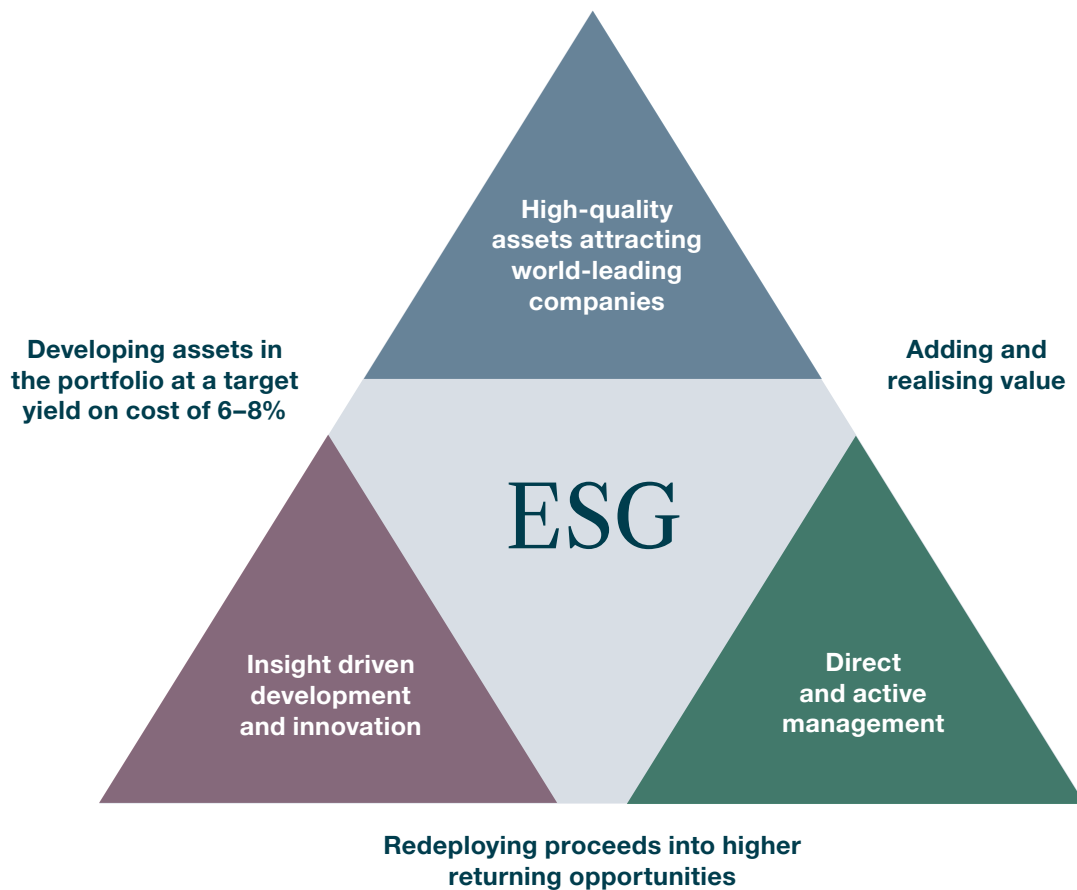 High-quality
assets attracting
world-leading
companies
Developing assets in
the portfolio at a target
yield on cost of 6–8%
Adding and
realising value
ESG
Insight driven
development
and innovation
Direct
and active
management
Redeploying proceeds into higher
returning opportunities